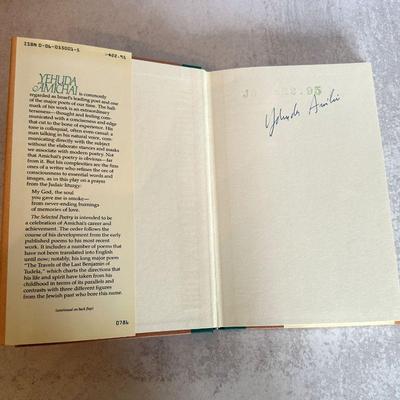 ISBN 0-06-015001-5
YEHUDA
AMICHAI is commonly
regarded as Israel's leading poet and one
of the major poets of our time. The hall-
mark of his work is an extraordinary
terseness—thought and feeling com-
municated with a conciseness and edge
that cut to the bone of experience. His
tone is colloquial, often even casual: a
man talking in his natural voice, com-
municating directly with the subject
without the elaborate stances and masks
we associate with modern poetry. Not
that Amichai's poetry is obvious—far
from it. But his complexities are the fine
ones of a writer who refines the ore of
consciousness to essential words and
images, as in this play on a prayer
from the Judaic liturgy:
My God, the soul
you gave me is smoke—
from never-ending burnings
of memories of love.
The Selected Poetry is intended to be
a celebration of Amichai's career and
achievement. The order follows the
course of his development from the early
published poems to his most recent
work. It includes a number of poems that
have not been translated into English
until now; notably, his long major poem
"The Travels of the Last Benjamin of
Tudela," which charts the directions that
his life and spirit have taken from his
childhood in terms of its parallels and
contrasts with three different figures
from the Jewish past who bore this name.
(continued on back flap)
0786
Yehuda Amichai